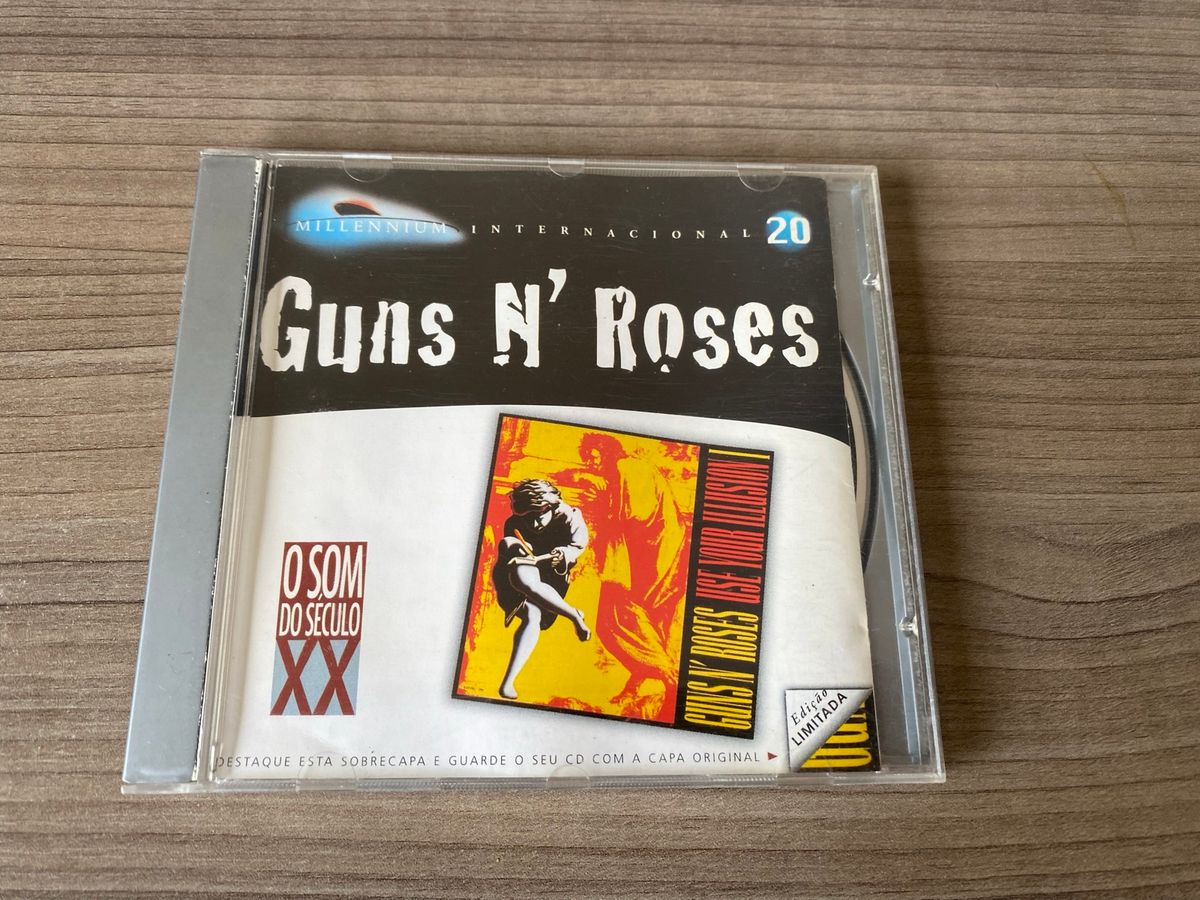 MILLENNIUM INTERNACIONAL 20
GUNS N' ROSES
GUNS N' ROSES USE YOUR ILLUSION I
O SOM
DO SÉCULO
XX
Edição
LIMITADA
DESTAQUE ESTA SOBRECAPA E GUARDE O SEU CD COM A CAPA ORIGINAL